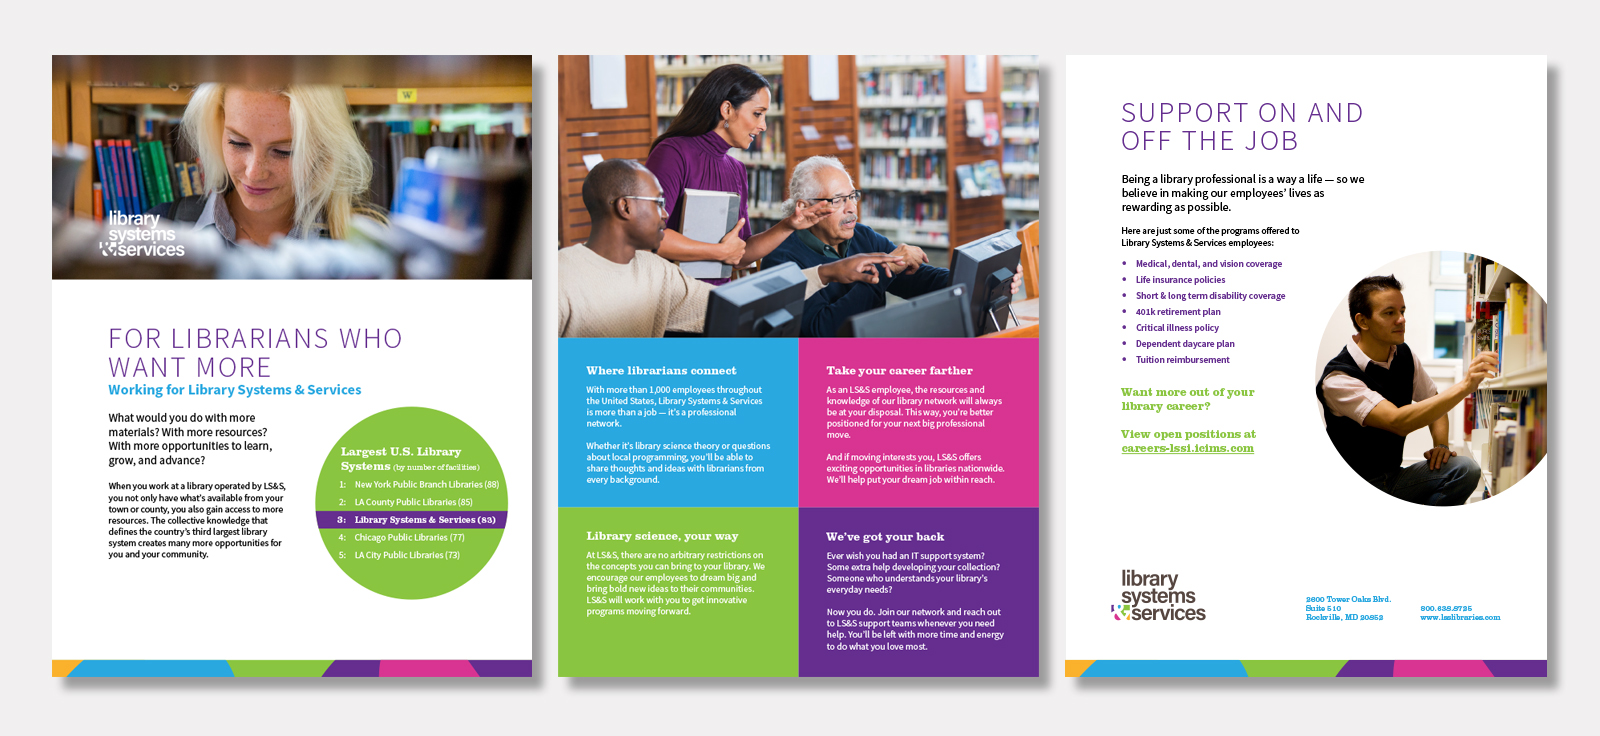 W
library
systems
services
FOR LIBRARIANS WHO
WANT MORE
Working for Library Systems & Services
What would you do with more
materials? With more resources?
With more opportunities to learn,
grow, and advance?
When you work at a library operated by LS&S,
you not only have what's available from your
town or county, you also gain access to more
resources. The collective knowledge that
defines the country's third largest library
system creates many more opportunities for
you and your community.
Largest U.S. Library
Systems (by number of facilities)
1: New York Public Branch Libraries (88)
2: LA County Public Libraries (85)
3: Library Systems & Services (83)
4: Chicago Public Libraries (77)
5: LA City Public Libraries (73)
Where librarians connect
With more than 1,000 employees throughout
the United States, Library Systems & Services
is more than a job — it's a professional
network.
Whether it's library science theory or questions
about local programming, you'll be able to
share thoughts and ideas with librarians from
every background.
Take your career farther
As an LS&S employee, the resources and
knowledge of our library network will always
be at your disposal. This way, you're better
positioned for your next big professional
move.
And if moving interests you, LS&S offers
exciting opportunities in libraries nationwide.
We'll help put your dream job within reach.
Library science, your way
At LS&S, there are no arbitrary restrictions on
the concepts you can bring to your library. We
encourage our employees to dream big and
bring bold new ideas to their communities.
LS&S will work with you to get innovative
programs moving forward.
We've got your back
Ever wish you had an IT support system?
Some extra help developing your collection?
Someone who understands your library's
everyday needs?
Now you do. Join our network and reach out
to LS&S support teams whenever you need
help. You'll be left with more time and energy
to do what you love most.
SUPPORT ON AND
OFF THE JOB
Being a library professional is a way a life — so we
believe in making our employees' lives as
rewarding as possible.
Here are just some of the programs offered to
Library Systems & Services employees:
• Medical, dental, and vision coverage
• Life insurance policies
• Short & long term disability coverage
• 401k retirement plan
• Critical illness policy
• Dependent daycare plan
• Tuition reimbursement
Want more out of your
library career?
View open positions at
careers-lssi.icims.com
library
systems
services
2600 Tower Oaks Blvd.
Suite 510
Rockville, MD 20852
800.638.8725
www.lsslibraries.com